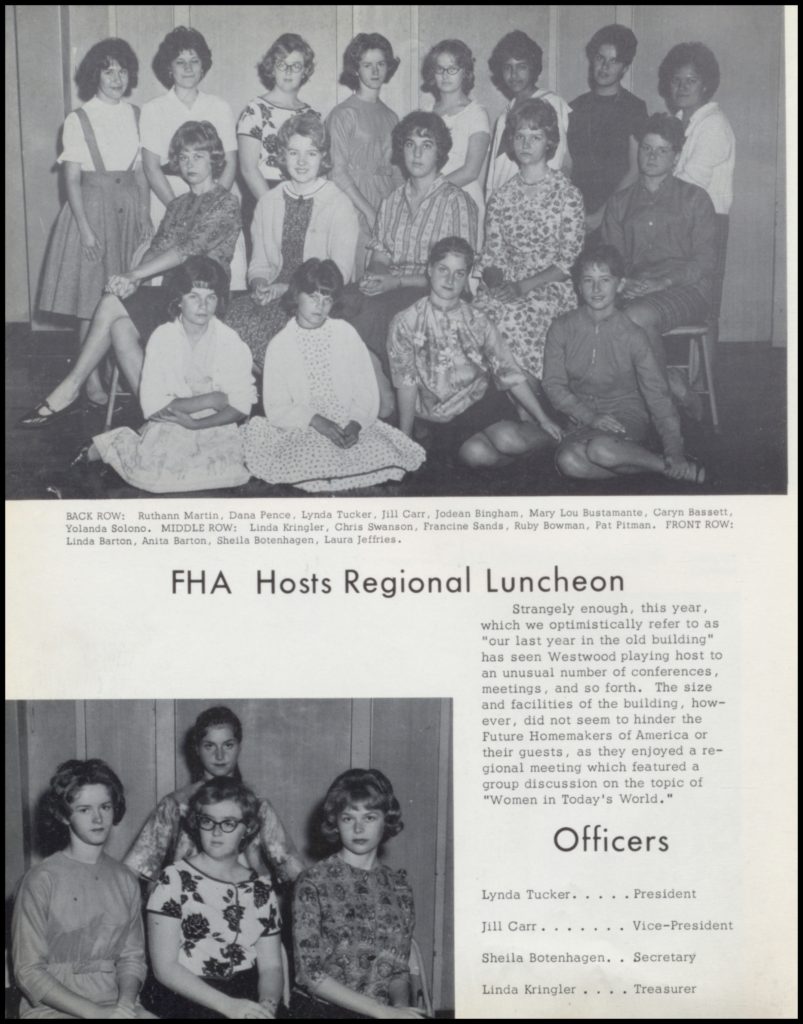 BACK ROW: Ruthann Martin, Dana Pence, Lynda Tucker, Jill Carr, Jodean Bingham, Mary Lou Bustamante, Caryn Bassett,
Yolanda Solono. MIDDLE ROW: Linda Kringler, Chris Swanson, Francine Sands, Ruby Bowman, Pat Pitman. FRONT ROW:
Linda Barton, Anita Barton, Sheila Botenhagen, Laura Jeffries.
FHA Hosts Regional Luncheon
Strangely enough, this year,
which we optimistically refer to as
"our last year in the old building"
has seen Westwood playing host to
an unusual number of conferences,
meetings, and so forth. The size
and facilities of the building, how-
ever, did not seem to hinder the
Future Homemakers of America or
their guests, as they enjoyed a re-
gional meeting which featured a
group discussion on the topic of
"Women in Today's World."
Officers
Lynda Tucker. . . . . President
Jill Carr . . . . . . . Vice-President
Sheila Botenhagen. . Secretary
Linda Kringler . . . . Treasurer